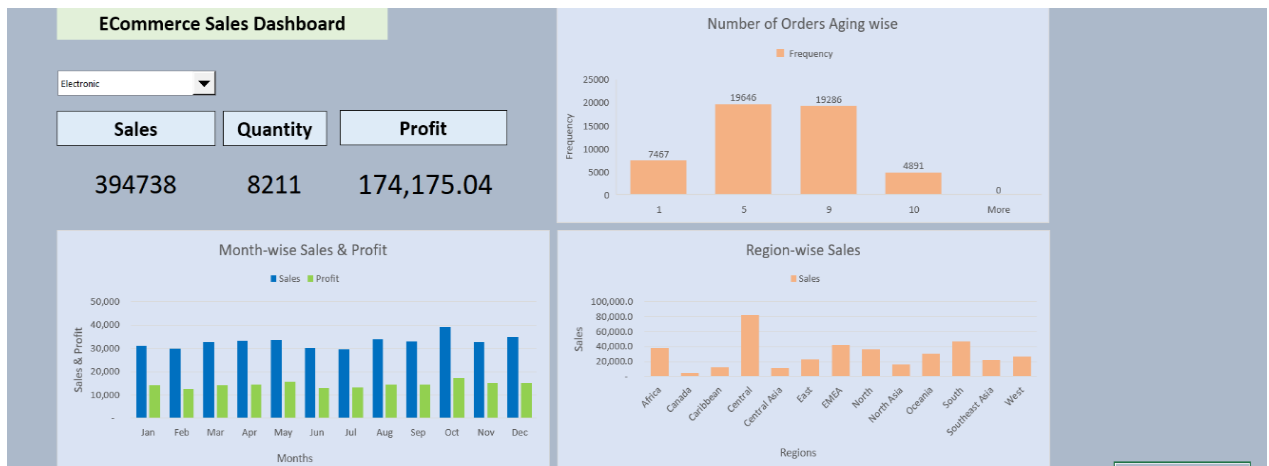 ECommerce Sales Dashboard
Electronic
Sales Quantity Profit
394738 8211 174,175.04
Number of Orders Aging wise
Frequency
Frequency
25000
20000
15000
10000
5000
0
7467 19646 19286 4891 0
1 5 9 10 More
Month-wise Sales & Profit
Sales Profit
Sales & Profit
50,000
40,000
30,000
20,000
10,000
-
Jan Feb Mar Apr May Jun Jul Aug Sep Oct Nov Dec
Months
Region-wise Sales
Sales
Sales
100,000.0
80,000.0
60,000.0
40,000.0
20,000.0
-
Africa Canada Caribbean Central Central Asia East EMEA North North Asia Oceania South Southeast Asia West
Regions